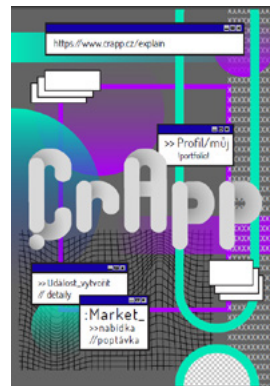 https://www.crapp.cz/explain
>> Profil/můj
!portfolio!
CrApp
>> Událost_vytvořit
// detaily
:Market_
>>nabídka
//poptávka